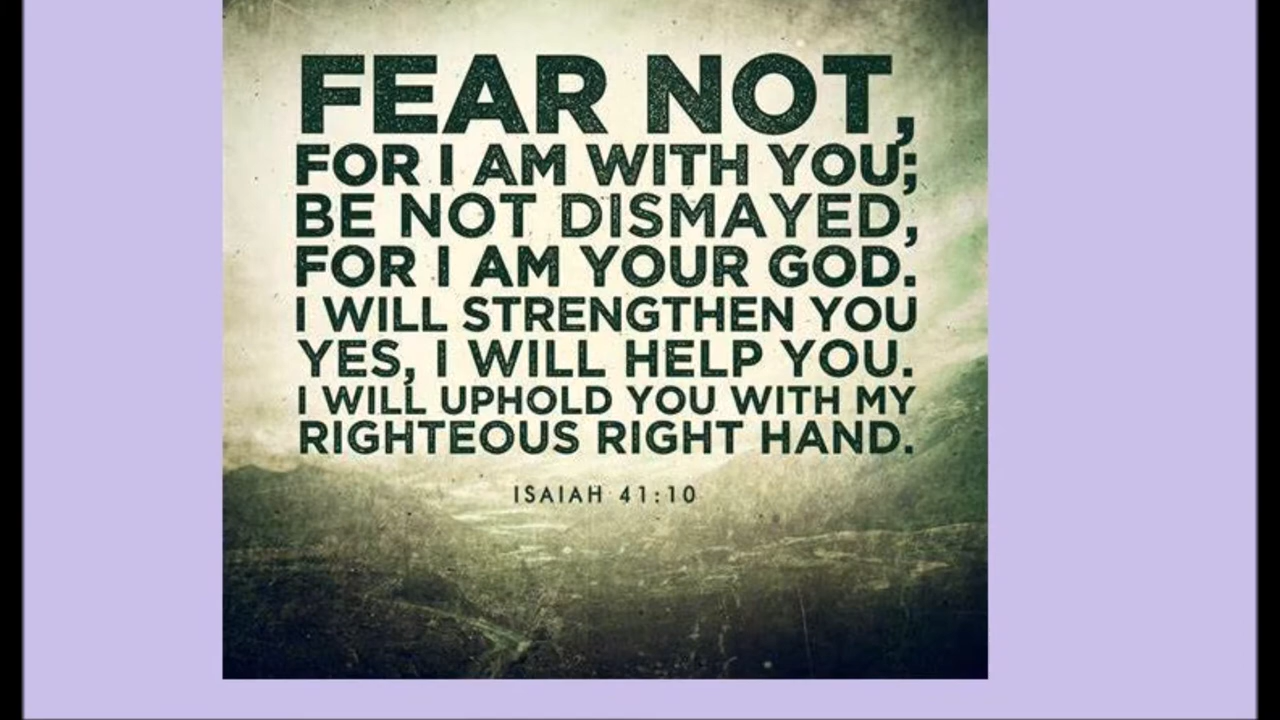 FEAR NOT,
FOR I AM WITH YOU;
BE NOT DISMAYED,
FOR I AM YOUR GOD.
I WILL STRENGTHEN YOU
YES, I WILL HELP YOU.
I WILL UPHOLD YOU WITH MY
RIGHTEOUS RIGHT HAND.
ISAIAH 41:10